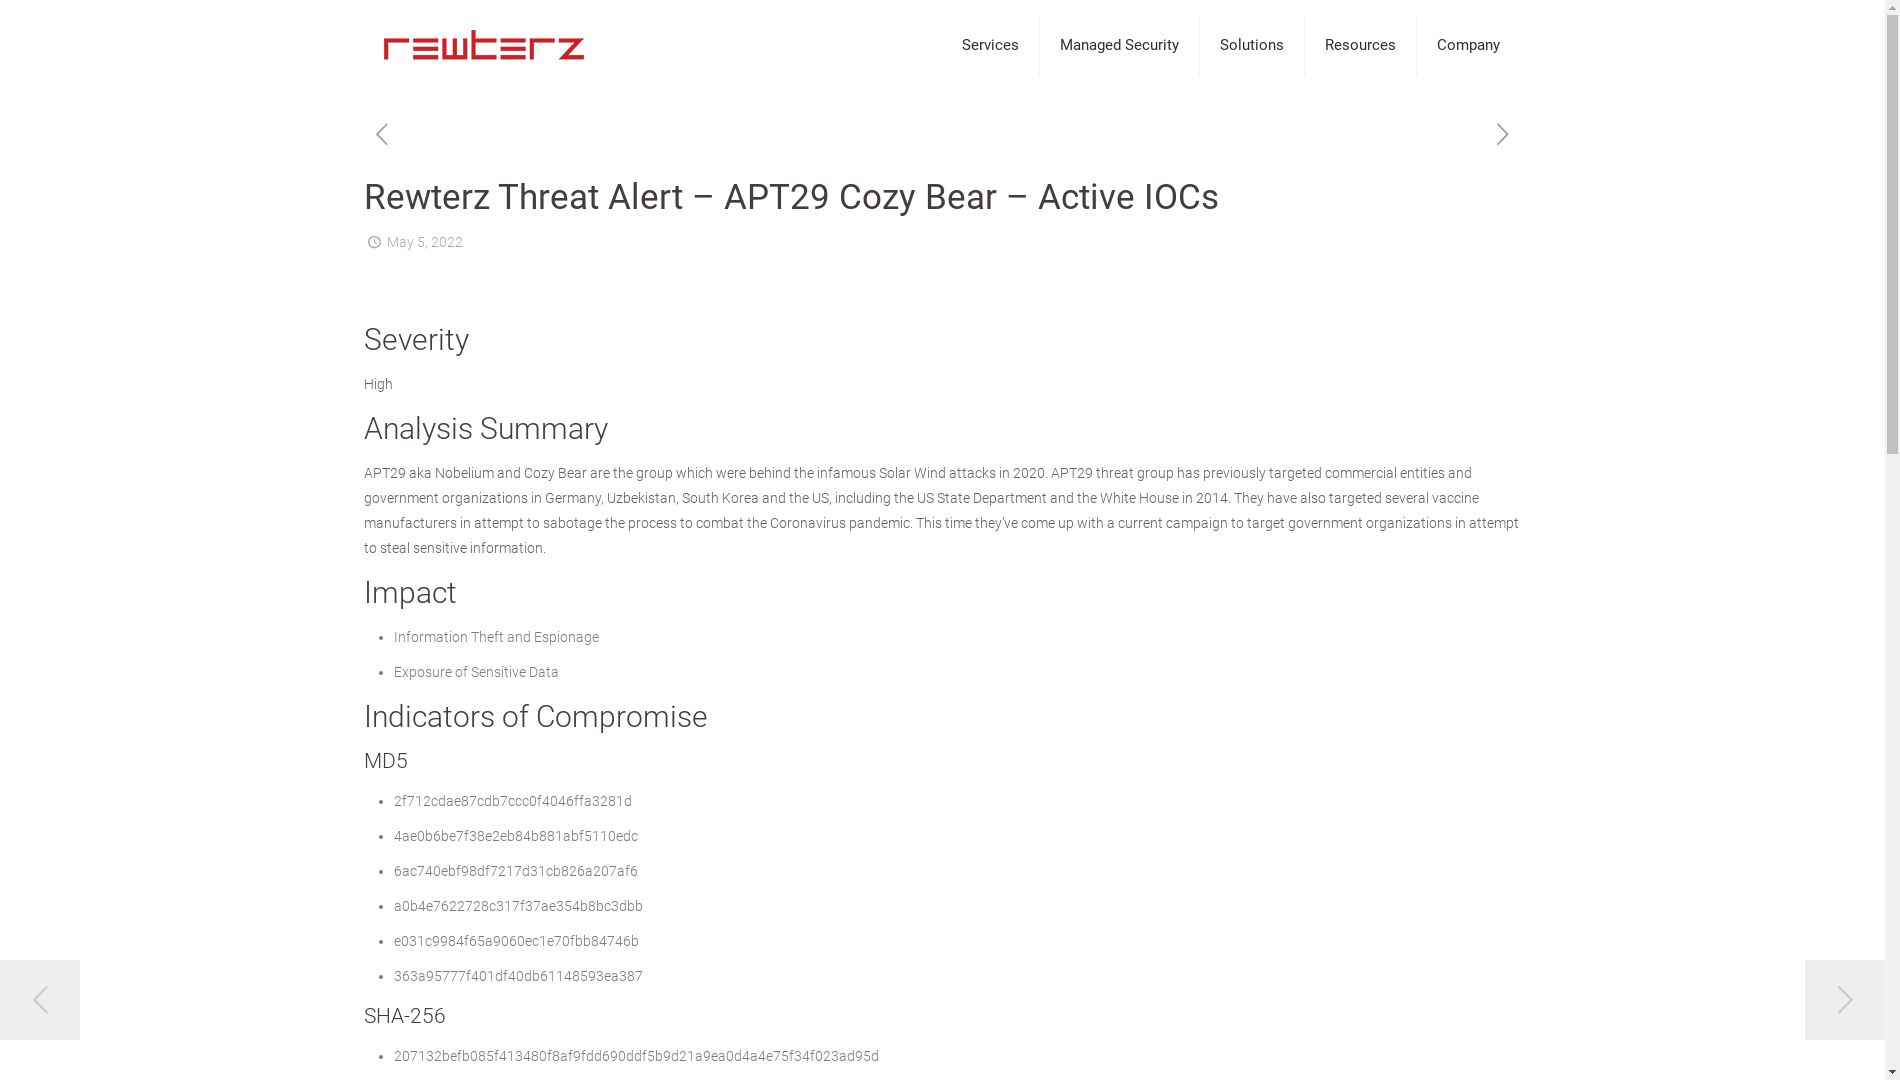 rewterz
Services
Managed Security
Solutions
Resources
Company
Rewterz Threat Alert – APT29 Cozy Bear – Active IOCs
May 5, 2022
Severity
High
Analysis Summary
APT29 aka Nobelium and Cozy Bear are the group which were behind the infamous Solar Wind attacks in 2020. APT29 threat group has previously targeted commercial entities and
government organizations in Germany, Uzbekistan, South Korea and the US, including the US State Department and the White House in 2014. They have also targeted several vaccine
manufacturers in attempt to sabotage the process to combat the Coronavirus pandemic. This time they’ve come up with a current campaign to target government organizations in attempt
to steal sensitive information.
Impact
Information Theft and Espionage
Exposure of Sensitive Data
Indicators of Compromise
MD5
2f712cdae87cdb7ccc0f4046ffa3281d
4ae0b6be7f38e2eb84b881abf5110edc
6ac740ebf98df7217d31cb826a207af6
a0b4e7622728c317f37ae354b8bc3dbb
e031c9984f65a9060ec1e70fbb84746b
363a95777f401df40db61148593ea387
SHA-256
207132befb085f413480f8af9fdd690ddf5b9d21a9ea0d4a4e75f34f023ad95d